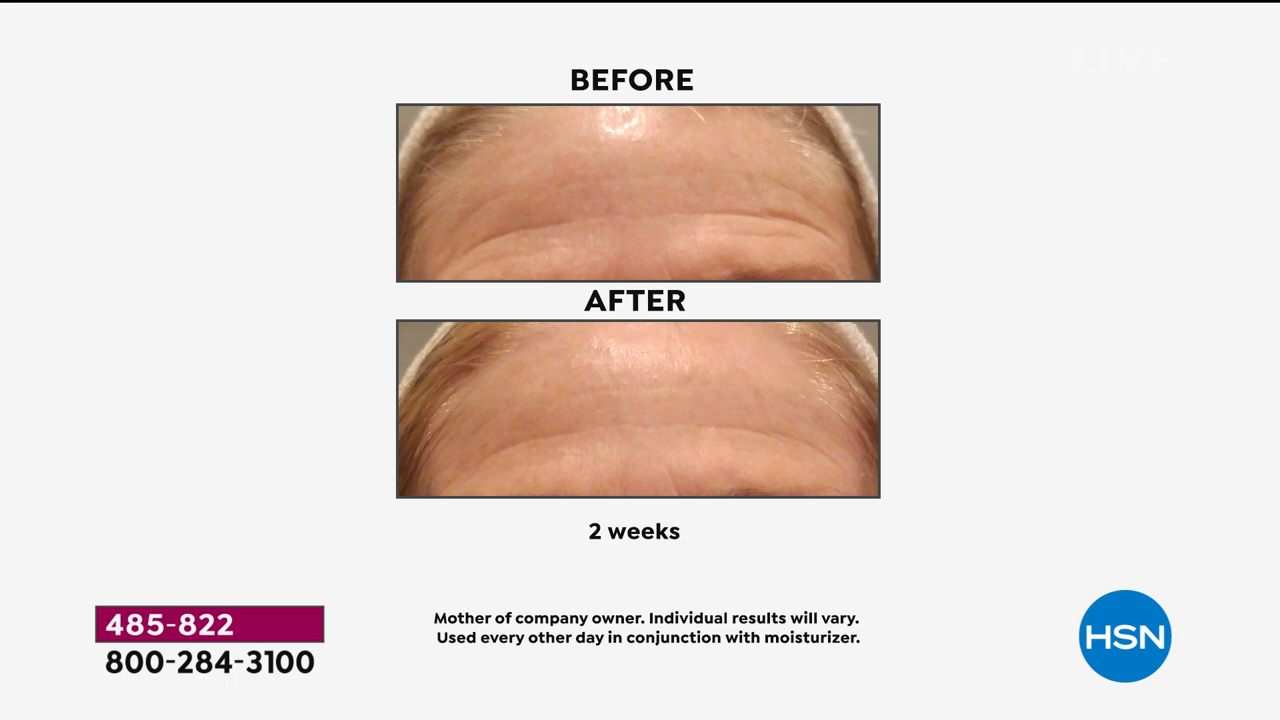 LIVE
BEFORE
AFTER
2 weeks
485-822
800-284-3100
Mother of company owner. Individual results will vary.
Used every other day in conjunction with moisturizer.
HSN